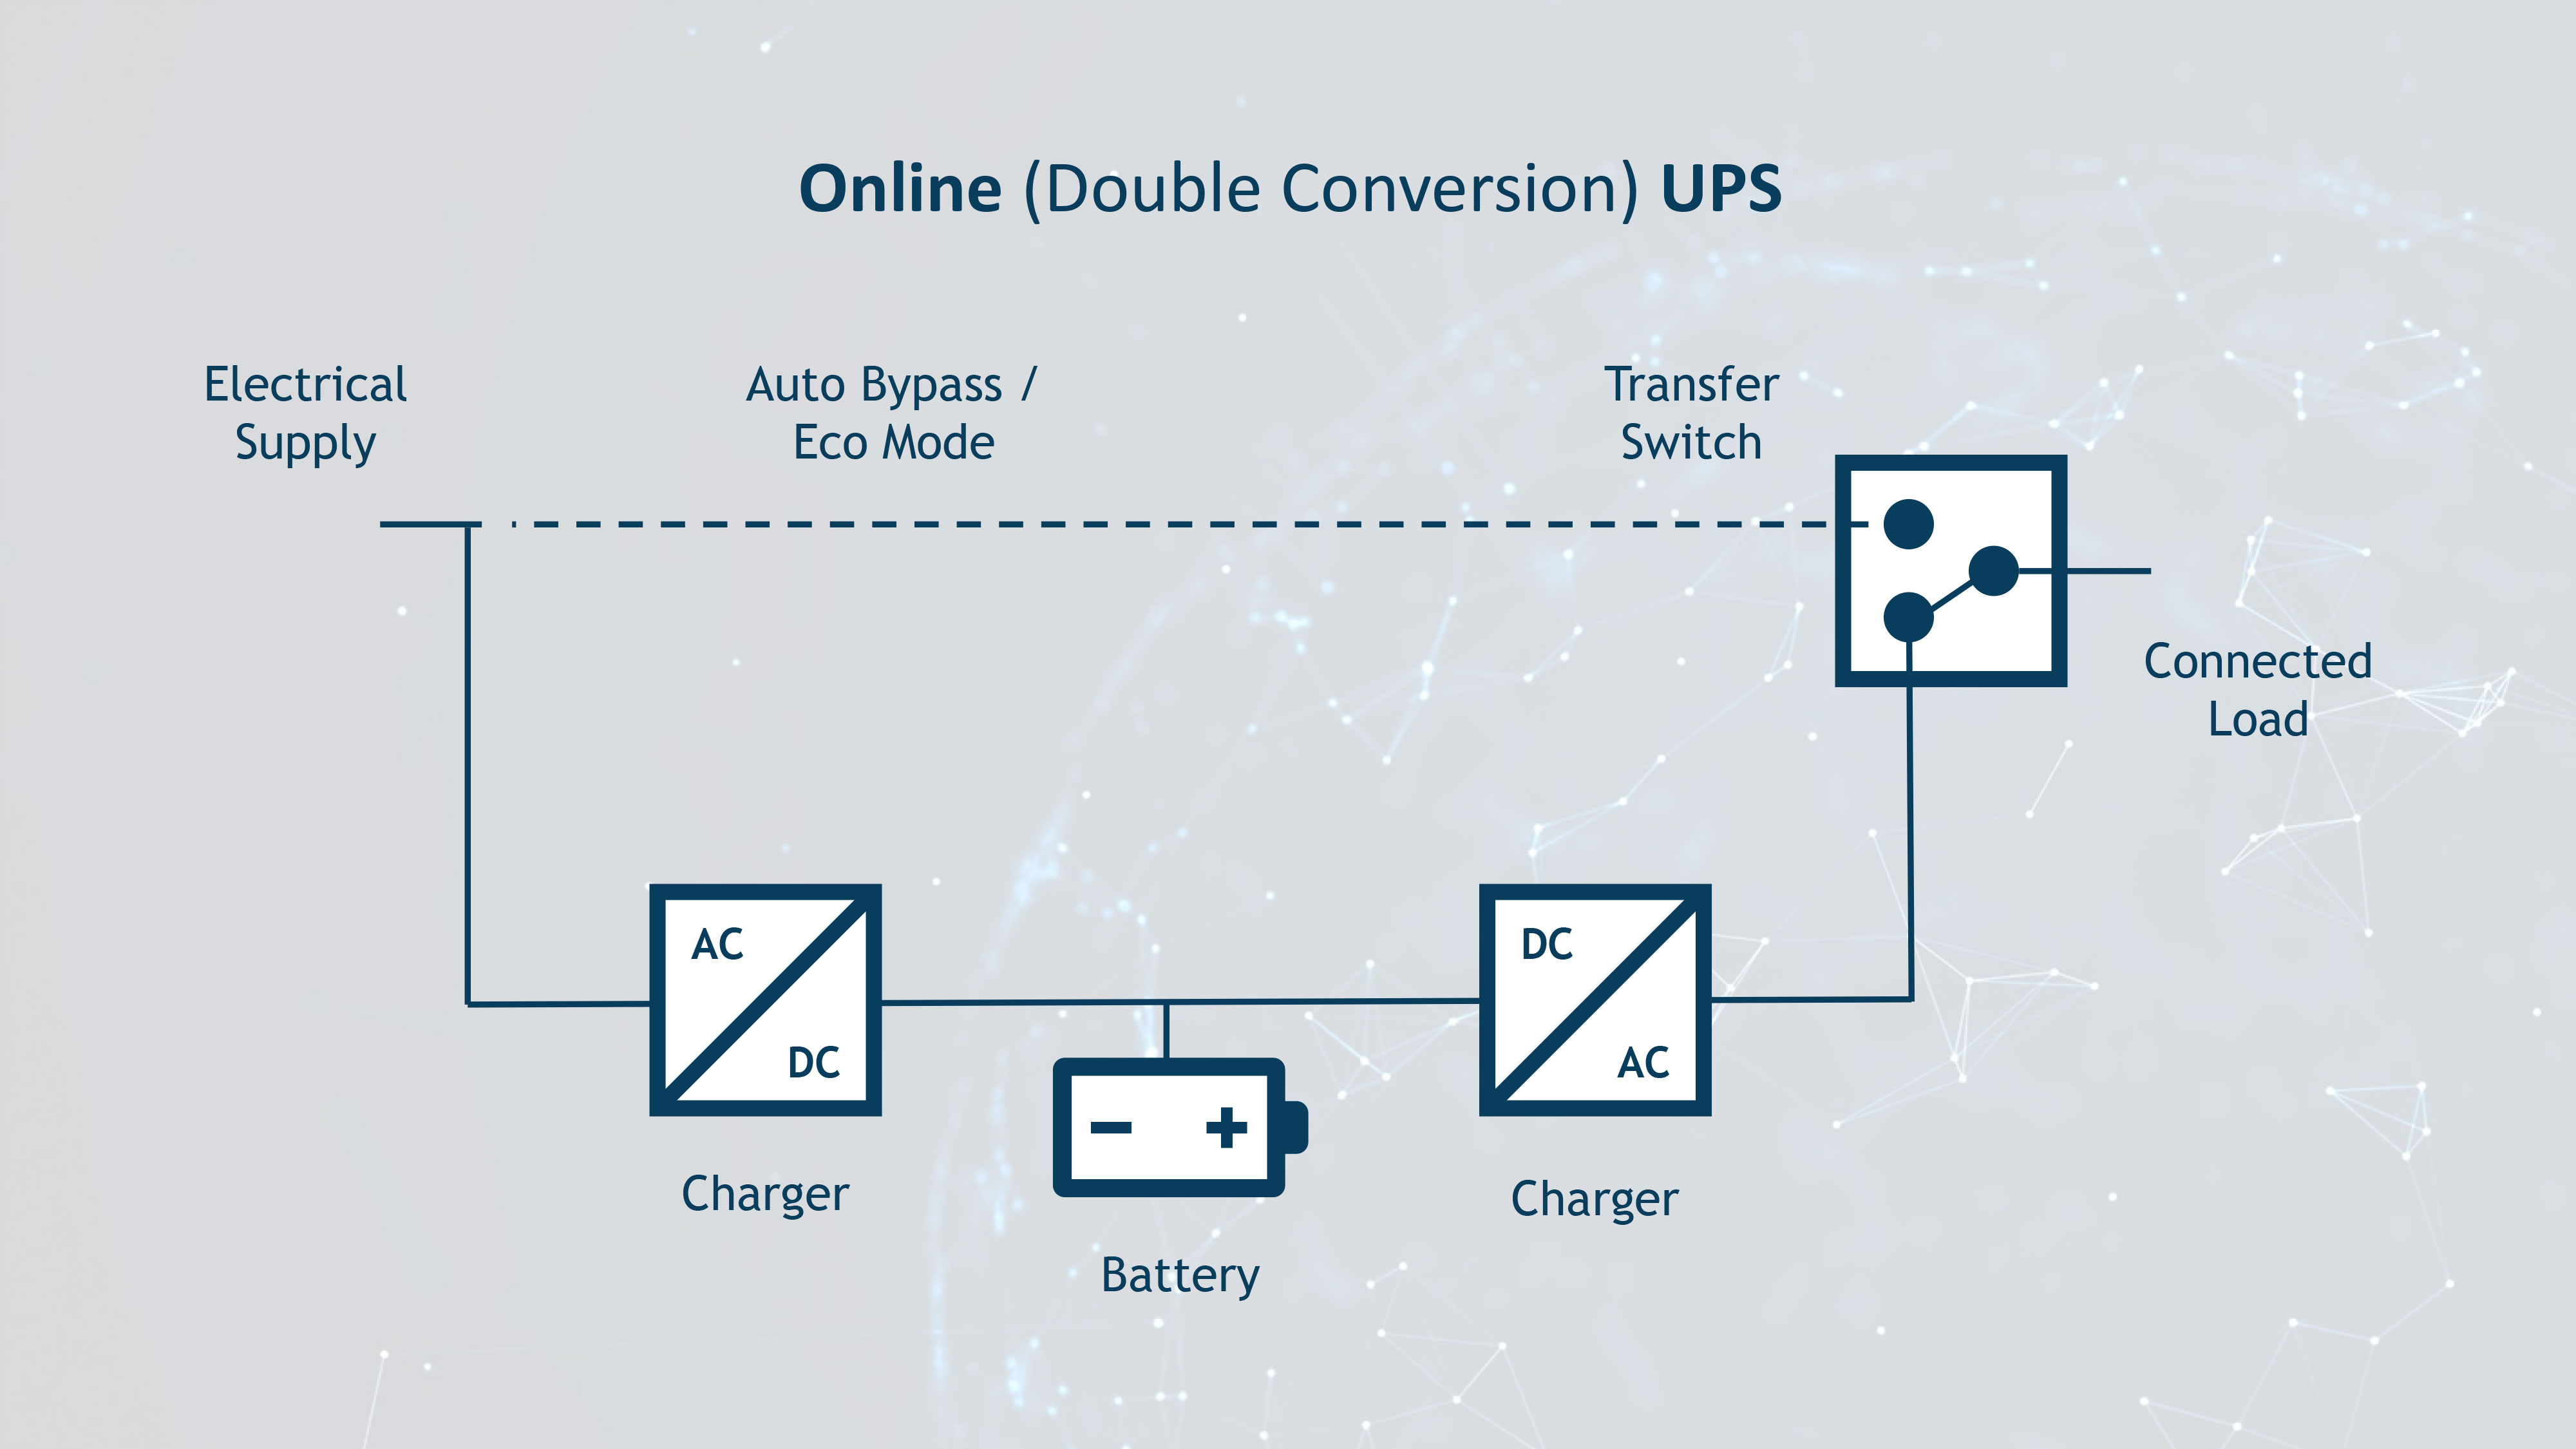 Online (Double Conversion) UPS
Electrical
Supply
Auto Bypass /
Eco Mode
Transfer
Switch
Connected
Load
AC
DC
DC
AC
Charger
Charger
Battery